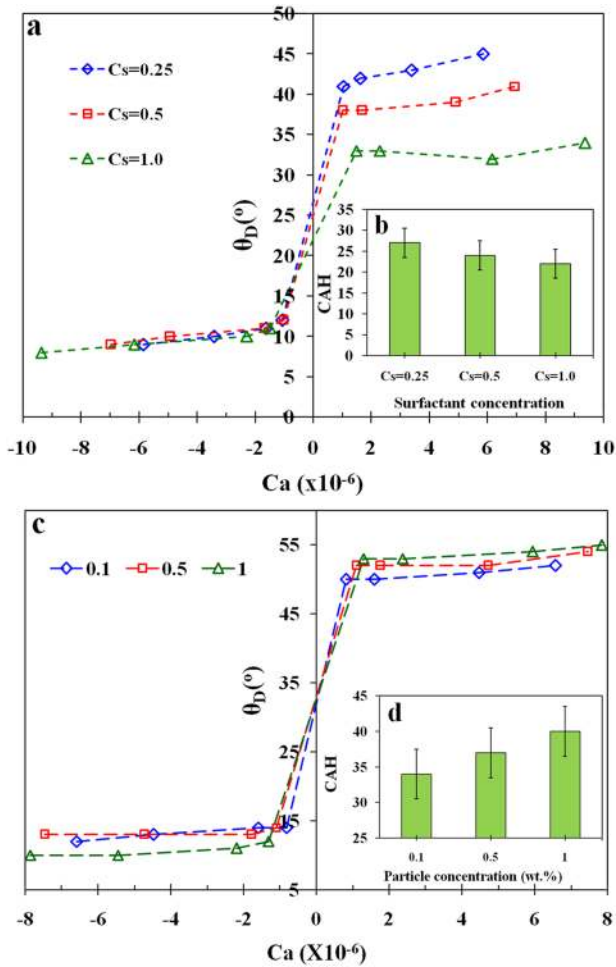 a
50
45
40
35
30
25
20
15
10
5
0
θD(º)
Cs=0.25
Cs=0.5
Cs=1.0
-10 -8 -6 -4 -2 0 2 4 6 8 10
Ca (x10-6)
b
35
30
25
20
15
10
5
0
CAH
Cs=0.25 Cs=0.5 Cs=1.0
Surfactant concentration
c
0.1 0.5 1
55
45
35
25
15
5
θD(º)
-8 -6 -4 -2 0 2 4 6 8
Ca (X10-6)
d
45
40
35
30
25
CAH
0.1 0.5 1
Particle concentration (wt.%)